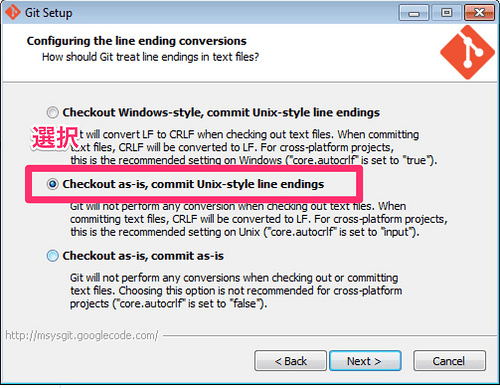 Git Setup
Configuring the line ending conversions
How should Git treat line endings in text files?
Checkout Windows-style, commit Unix-style line endings
選択
Git will convert LF to CRLF when checking out text files. When committing
text files, CRLF will be converted to LF. For cross-platform projects,
this is the recommended setting on Windows ("core.autocrlf" is set to "true").
Checkout as-is, commit Unix-style line endings
Git will not perform any conversion when checking out text files. When
committing text files, CRLF will be converted to LF. For cross-platform projects,
this is the recommended setting on Unix ("core.autocrlf" is set to "input").
Checkout as-is, commit as-is
Git will not perform any conversions when checking out or committing
text files. Choosing this option is not recommended for cross-platform
projects ("core.autocrlf" is set to "false").
http://msysgit.googlecode.com/
< Back
Next >
Cancel